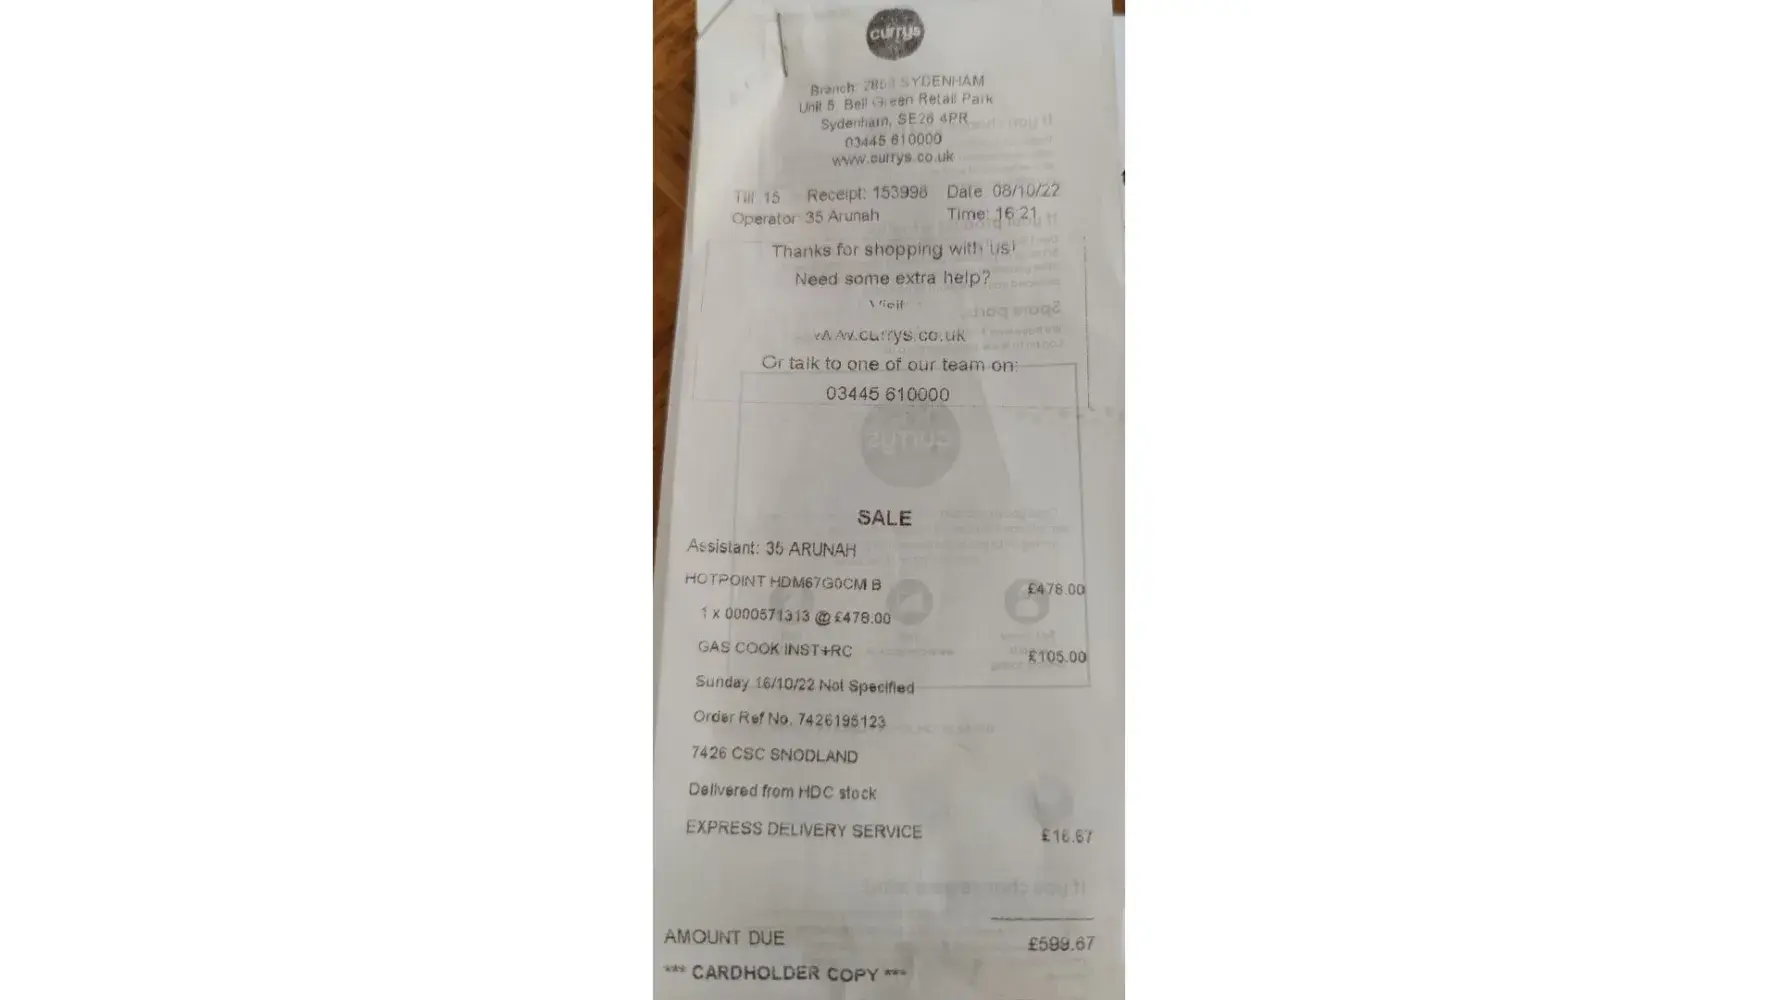 currys
Branch: 2863 SYDENHAM
Unit 5, Bell Green Retail Park
Sydenham, SE26 4PR
03445 610000
www.currys.co.uk
Till: 15 Receipt: 153998 Date: 08/10/22
Operator: 35 Arunah Time: 16:21
Thanks for shopping with us!
Need some extra help?
Visit
www.currys.co.uk
Or talk to one of our team on:
03445 610000
SALE
Assistant: 35 ARUNAH
HOTPOINT HDM67G0CM B £478.00
1 x 0000571313 @ £478.00
GAS COOK INST+RC £105.00
Sunday 16/10/22 Not Specified
Order Ref No. 7426195123
7426 CSC SNODLAND
Delivered from HDC stock
EXPRESS DELIVERY SERVICE £16.67
AMOUNT DUE £599.67
*** CARDHOLDER COPY ***